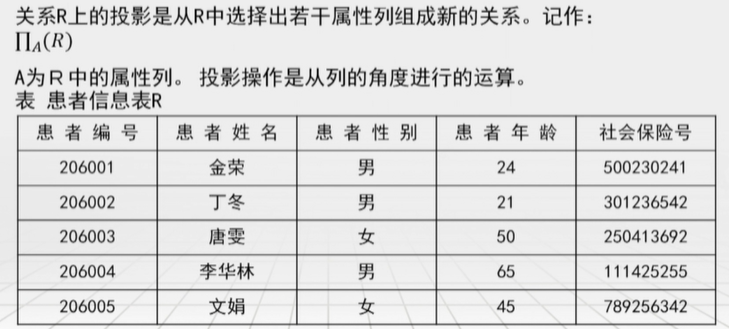 关系R上的投影是从R中选择出若干属性列组成新的关系。记作：
∏A(R)
A为R中的属性列。 投影操作是从列的角度进行的运算。
表 患者信息表R
患者编号 患者姓名 患者性别 患者年龄 社会保险号
206001 金荣 男 24 500230241
206002 丁冬 男 21 301236542
206003 唐雯 女 50 250413692
206004 李华林 男 65 111425255
206005 文娟 女 45 789256342